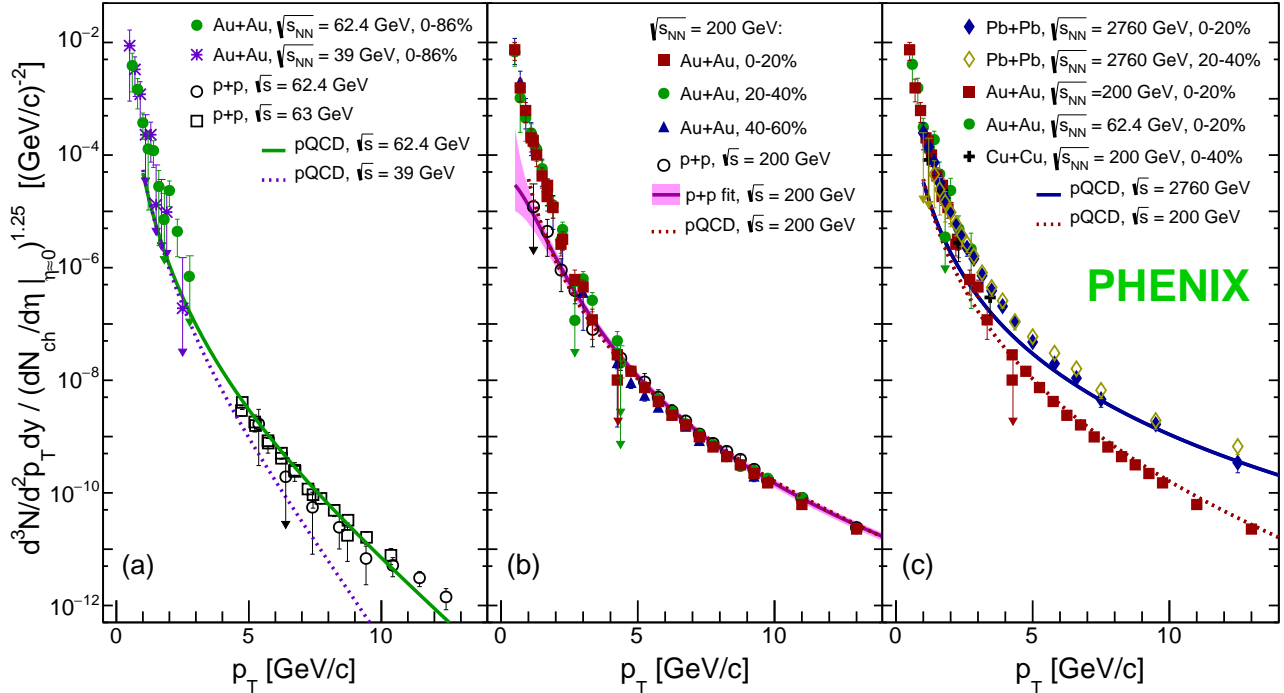 d³N/d²p_T dy / (dN_ch/dη|_η≈0)^1.25 [(GeV/c)⁻²]
10⁻²
10⁻⁴
10⁻⁶
10⁻⁸
10⁻¹⁰
10⁻¹²
Au+Au, √s_NN = 62.4 GeV, 0-86%
Au+Au, √s_NN = 39 GeV, 0-86%
p+p, √s = 62.4 GeV
p+p, √s = 63 GeV
pQCD, √s = 62.4 GeV
pQCD, √s = 39 GeV
(a)
0 5 10
p_T [GeV/c]
√s_NN = 200 GeV:
Au+Au, 0-20%
Au+Au, 20-40%
Au+Au, 40-60%
p+p, √s = 200 GeV
p+p fit, √s = 200 GeV
pQCD, √s = 200 GeV
(b)
0 5 10
p_T [GeV/c]
Pb+Pb, √s_NN = 2760 GeV, 0-20%
Pb+Pb, √s_NN = 2760 GeV, 20-40%
Au+Au, √s_NN =200 GeV, 0-20%
Au+Au, √s_NN = 62.4 GeV, 0-20%
Cu+Cu, √s_NN = 200 GeV, 0-40%
pQCD, √s = 2760 GeV
pQCD, √s = 200 GeV
PHENIX
(c)
0 5 10
p_T [GeV/c]